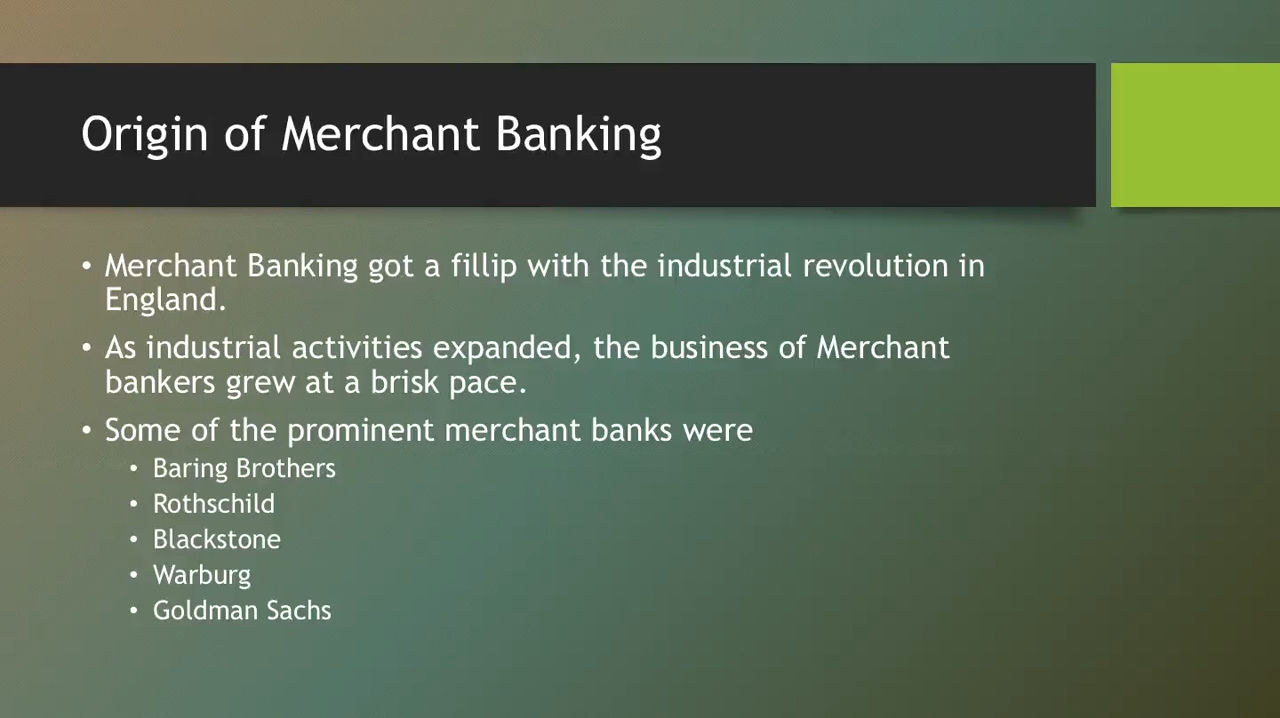 Origin of Merchant Banking
• Merchant Banking got a fillip with the industrial revolution in
England.
• As industrial activities expanded, the business of Merchant
bankers grew at a brisk pace.
• Some of the prominent merchant banks were
• Baring Brothers
• Rothschild
• Blackstone
• Warburg
• Goldman Sachs